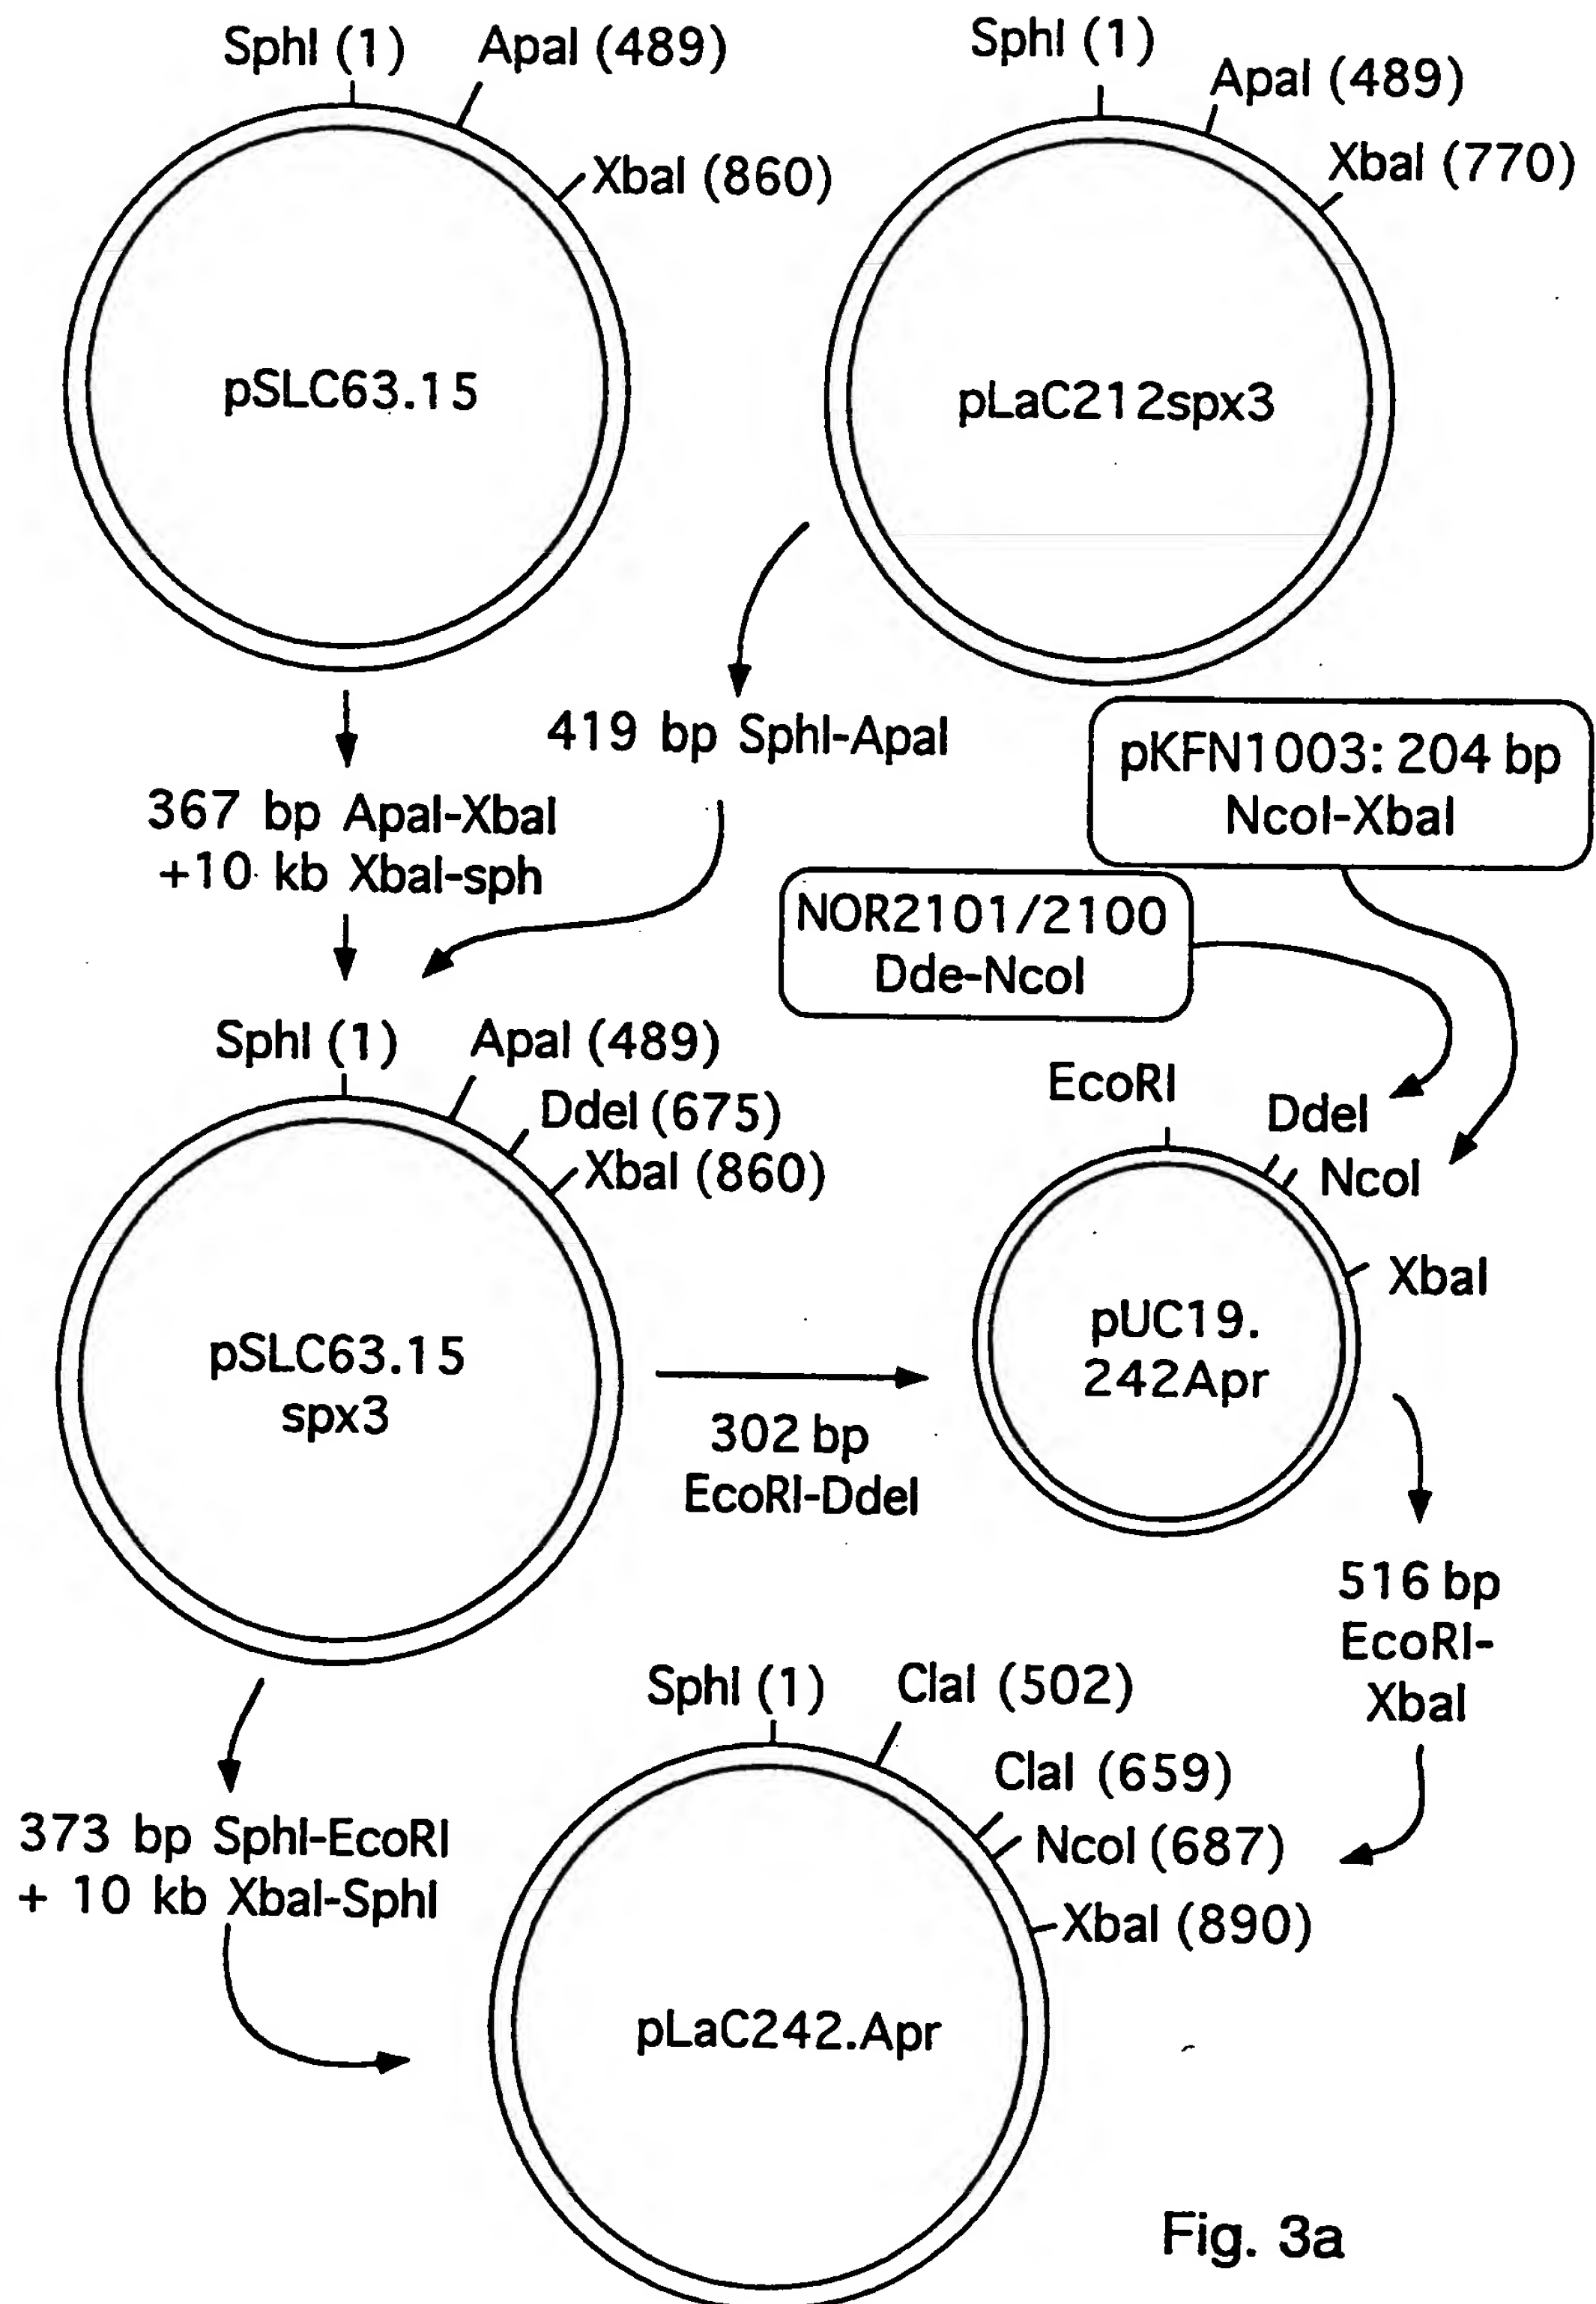 SphI (1)
ApaI (489)
XbaI (860)
pSLC63.15
SphI (1)
ApaI (489)
XbaI (770)
pLaC212spx3
419 bp SphI-ApaI
367 bp ApaI-XbaI
+10 kb XbaI-sph
pKFN1003: 204 bp
NcoI-XbaI
NOR2101/2100
Dde-NcoI
SphI (1)
ApaI (489)
DdeI (675)
XbaI (860)
pSLC63.15
spx3
302 bp
EcoRI-DdeI
EcoRI
DdeI
NcoI
XbaI
pUC19.
242Apr
516 bp
EcoRI-
XbaI
373 bp SphI-EcoRI
+ 10 kb XbaI-SphI
SphI (1)
ClaI (502)
ClaI (659)
NcoI (687)
XbaI (890)
pLaC242.Apr
Fig. 3a